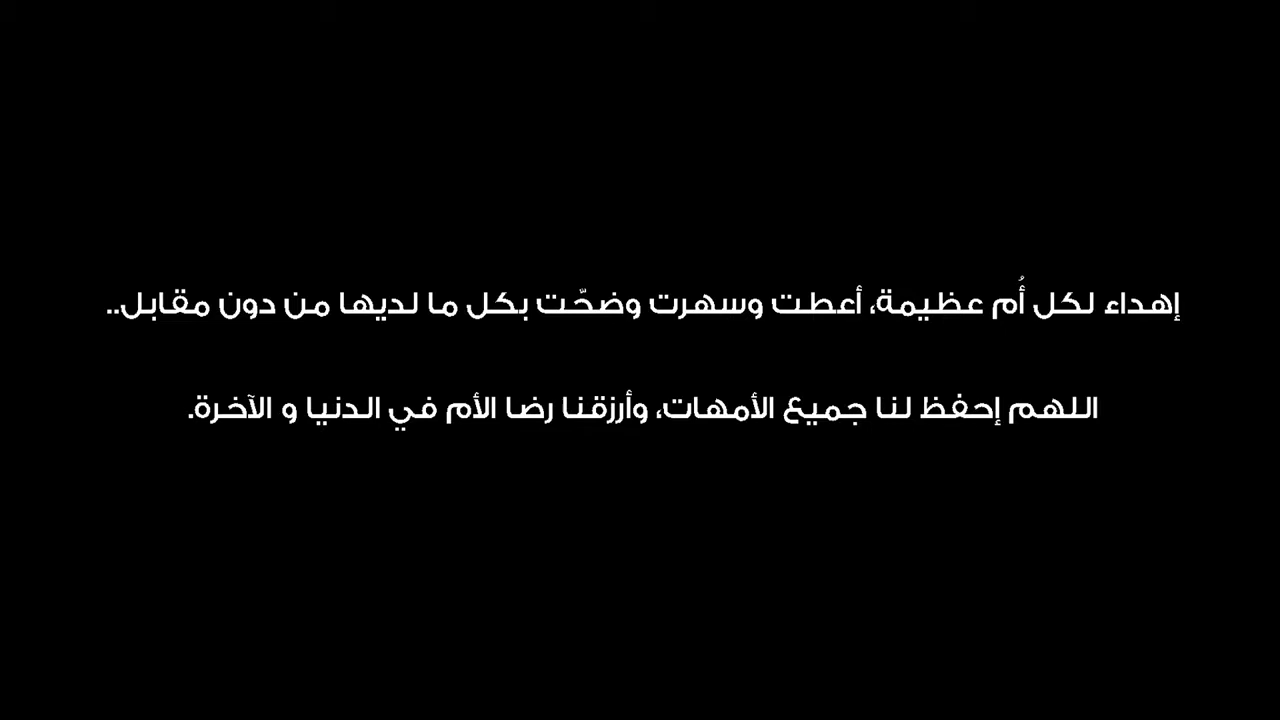 إهداء لكل أُم عظيمة، أعطت وسهرت وضحّت بكل ما لديها من دون مقابل..
اللهم إحفظ لنا جميع الأمهات، وأرزقنا رضا الأم في الدنيا و الآخرة.